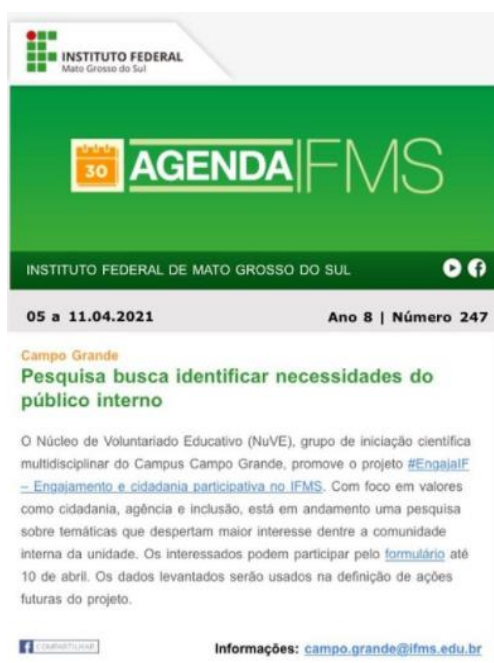 INSTITUTO FEDERAL
Mato Grosso do Sul
30 AGENDA IFMS
INSTITUTO FEDERAL DE MATO GROSSO DO SUL
05 a 11.04.2021 Ano 8 | Número 247
Campo Grande
Pesquisa busca identificar necessidades do
público interno
O Núcleo de Voluntariado Educativo (NuVE), grupo de iniciação científica
multidisciplinar do Campus Campo Grande, promove o projeto #EngajaIF
– Engajamento e cidadania participativa no IFMS. Com foco em valores
como cidadania, agência e inclusão, está em andamento uma pesquisa
sobre temáticas que despertam maior interesse dentre a comunidade
interna da unidade. Os interessados podem participar pelo formulário até
10 de abril. Os dados levantados serão usados na definição de ações
futuras do projeto.
f COMPARTILHAR Informações: campo.grande@ifms.edu.br